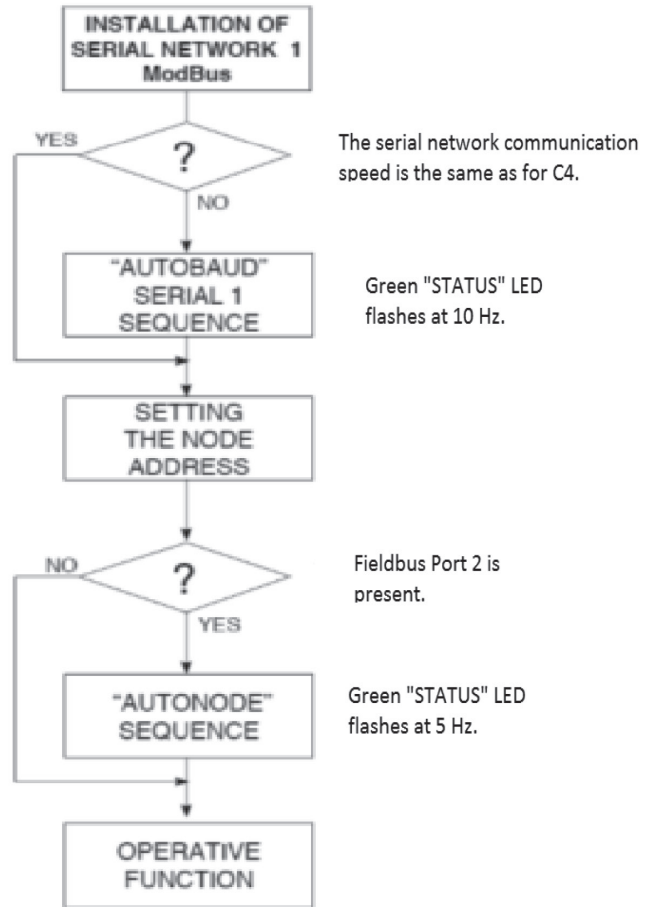 INSTALLATION OF
SERIAL NETWORK 1
ModBus
YES
?
The serial network communication
speed is the same as for C4.
NO
"AUTOBAUD"
SERIAL 1
SEQUENCE
Green "STATUS" LED
flashes at 10 Hz.
SETTING
THE NODE
ADDRESS
NO
?
Fieldbus Port 2 is
present.
YES
"AUTONODE"
SEQUENCE
Green "STATUS" LED
flashes at 5 Hz.
OPERATIVE
FUNCTION